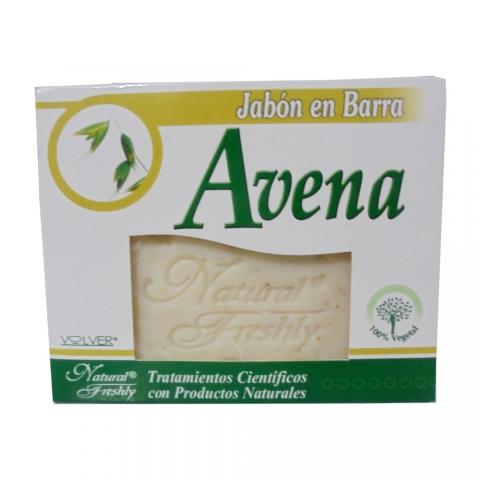 Jabón en Barra
Avena
Natural®
Freshly
100% Vegetal
VOLVER®
Natural®
Freshly
Tratamientos Científicos
con Productos Naturales